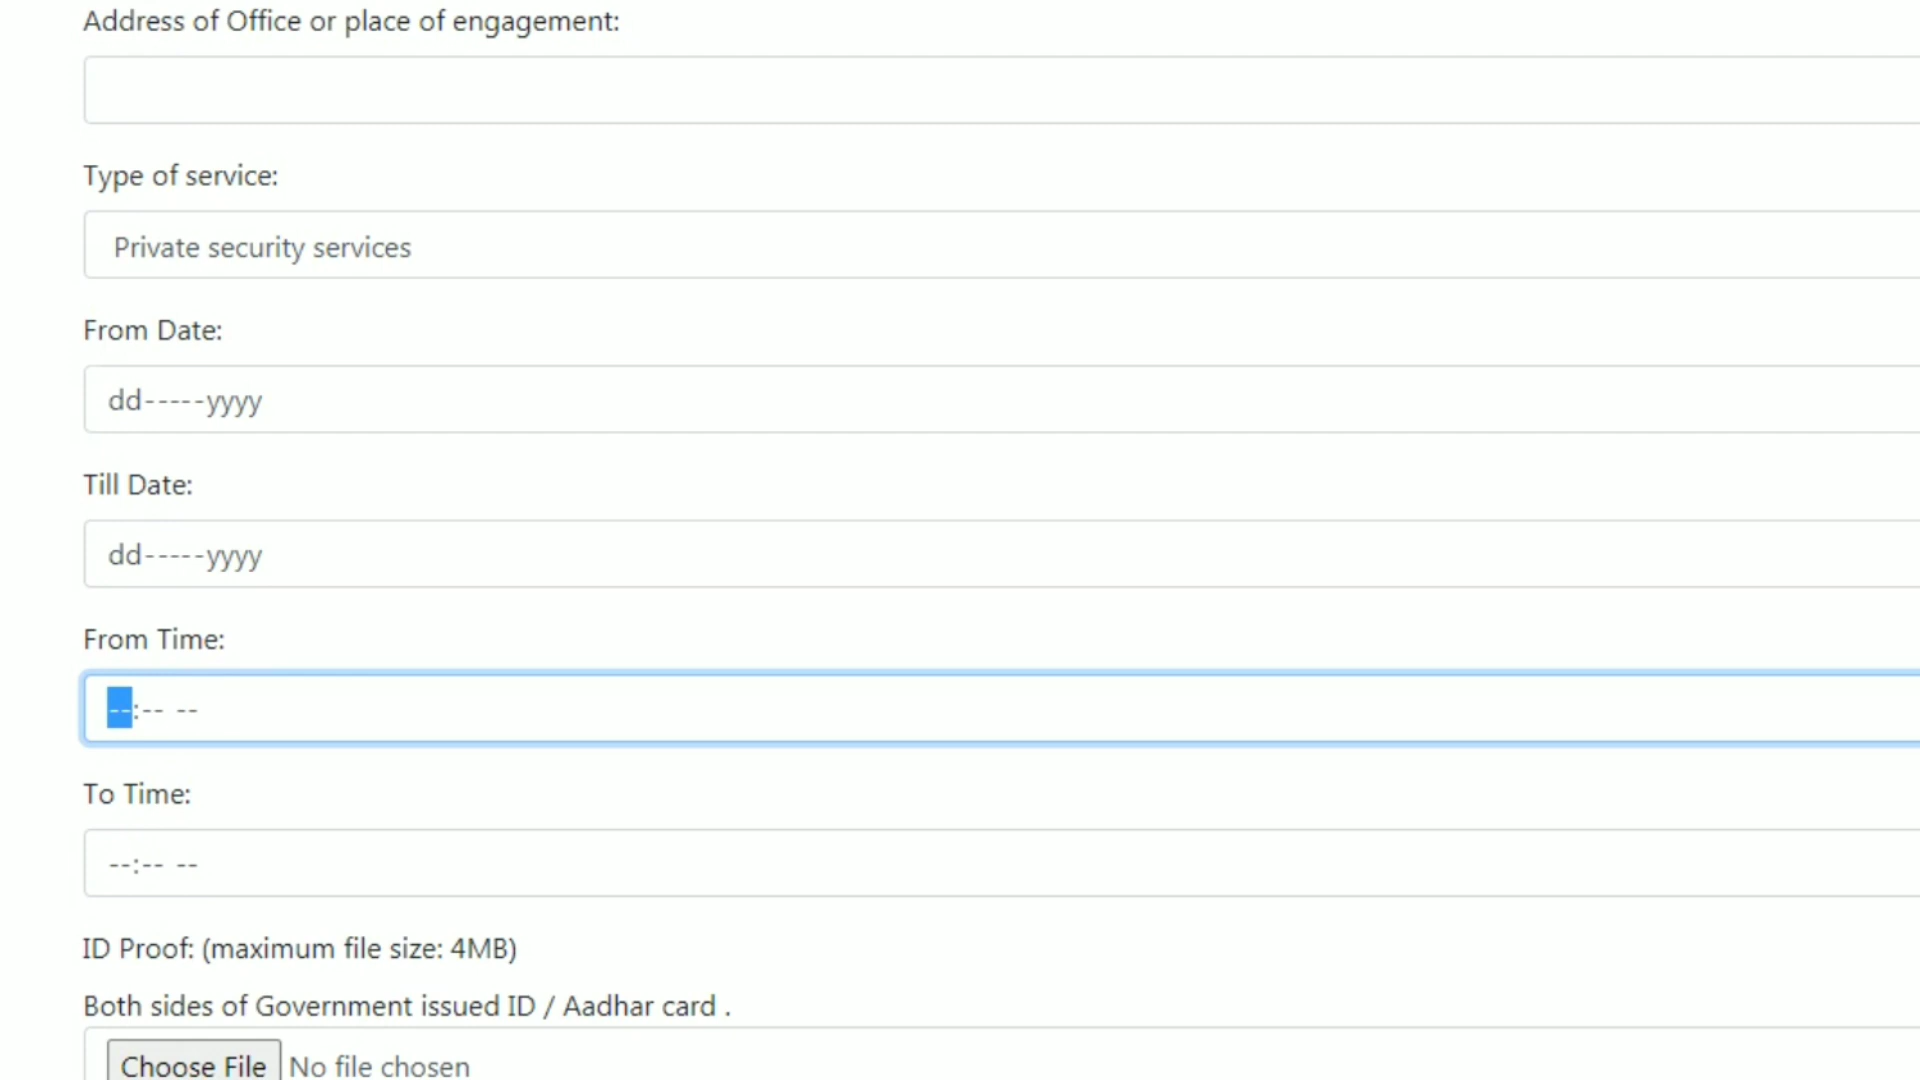 Address of Office or place of engagement:
Type of service:
Private security services
From Date:
dd-----yyyy
Till Date:
dd-----yyyy
From Time:
--:-- --
To Time:
--:-- --
ID Proof: (maximum file size: 4MB)
Both sides of Government issued ID / Aadhar card .
Choose File No file chosen